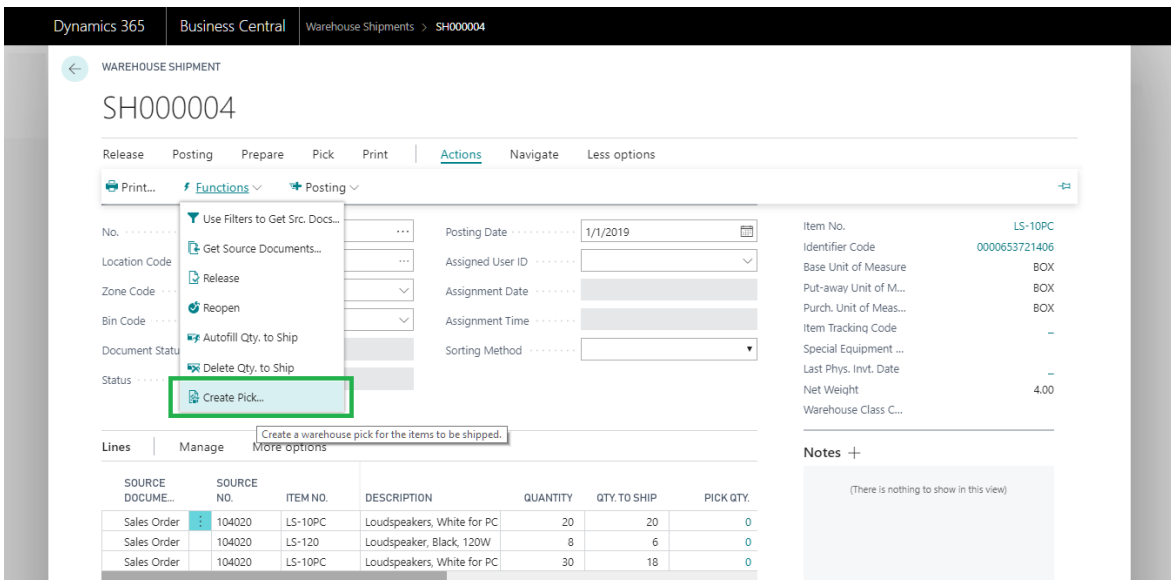 Dynamics 365 Business Central Warehouse Shipments > SH000004
WAREHOUSE SHIPMENT
SH000004
Release Posting Prepare Pick Print Actions Navigate Less options
Print... Functions Posting
Use Filters to Get Src. Docs...
Get Source Documents...
Release
Reopen
Autofill Qty. to Ship
Delete Qty. to Ship
Create Pick...
Create a warehouse pick for the items to be shipped.
No. ...
Location Code ...
Zone Code
Bin Code
Document Statu
Status
Posting Date 1/1/2019
Assigned User ID
Assignment Date
Assignment Time
Sorting Method
Item No. LS-10PC
Identifier Code 0000653721406
Base Unit of Measure BOX
Put-away Unit of M... BOX
Purch. Unit of Meas... BOX
Item Tracking Code _
Special Equipment ...
Last Phys. Invt. Date _
Net Weight 4.00
Warehouse Class C...
Notes +
(There is nothing to show in this view)
Lines Manage More options
SOURCE DOCUME... SOURCE NO. ITEM NO. DESCRIPTION QUANTITY QTY. TO SHIP PICK QTY.
Sales Order 104020 LS-10PC Loudspeakers, White for PC 20 20 0
Sales Order 104020 LS-120 Loudspeaker, Black, 120W 8 6 0
Sales Order 104020 LS-10PC Loudspeakers, White for PC 30 18 0